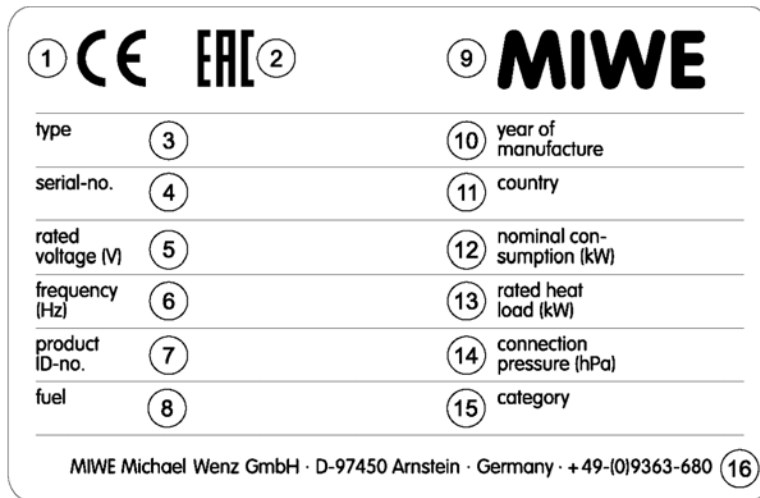 1 CE EAC 2 9 MIWE
type 3 10 year of
manufacture
serial-no. 4 11 country
rated
voltage (V) 5 12 nominal con-
sumption (kW)
frequency
(Hz) 6 13 rated heat
load (kW)
product
ID-no. 7 14 connection
pressure (hPa)
fuel 8 15 category
MIWE Michael Wenz GmbH · D-97450 Arnstein · Germany · +49-(0)9363-680 16